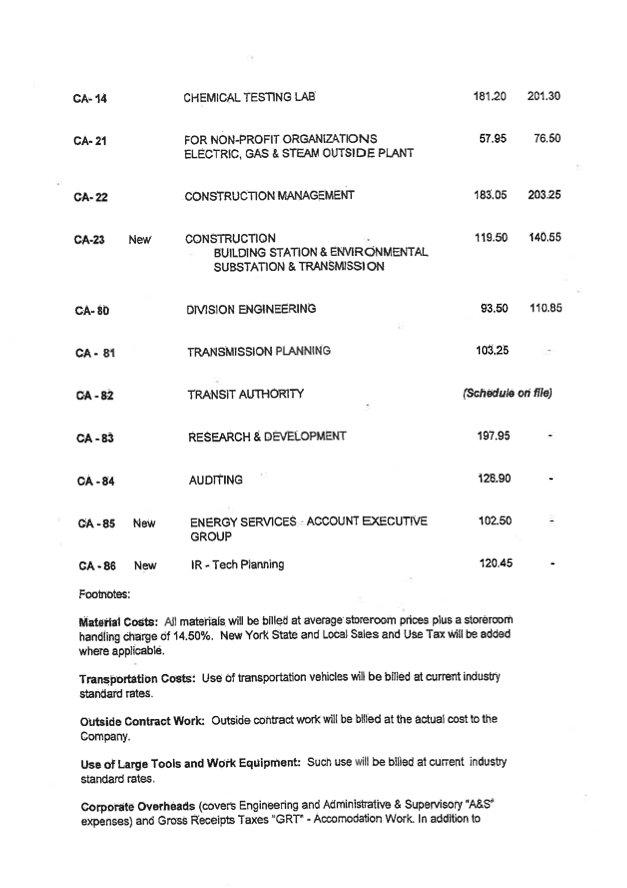 CA- 14 CHEMICAL TESTING LAB 181.20 201.30
CA- 21 FOR NON-PROFIT ORGANIZATIONS 57.95 76.50
ELECTRIC, GAS & STEAM OUTSIDE PLANT
CA- 22 CONSTRUCTION MANAGEMENT 183.05 203.25
CA-23 New CONSTRUCTION 119.50 140.55
BUILDING STATION & ENVIRONMENTAL
SUBSTATION & TRANSMISSION
CA- 80 DIVISION ENGINEERING 93.50 110.85
CA - 81 TRANSMISSION PLANNING 103.25 -
CA - 82 TRANSIT AUTHORITY (Schedule on file)
CA - 83 RESEARCH & DEVELOPMENT 197.95 -
CA - 84 AUDITING 126.90 -
CA - 85 New ENERGY SERVICES - ACCOUNT EXECUTIVE 102.50 -
GROUP
CA - 86 New IR - Tech Planning 120.45 -
Footnotes:
Material Costs: All materials will be billed at average storeroom prices plus a storeroom
handling charge of 14.50%. New York State and Local Sales and Use Tax will be added
where applicable.
Transportation Costs: Use of transportation vehicles will be billed at current industry
standard rates.
Outside Contract Work: Outside contract work will be billed at the actual cost to the
Company.
Use of Large Tools and Work Equipment: Such use will be billed at current industry
standard rates.
Corporate Overheads (covers Engineering and Administrative & Supervisory "A&S"
expenses) and Gross Receipts Taxes "GRT" - Accomodation Work. In addition to